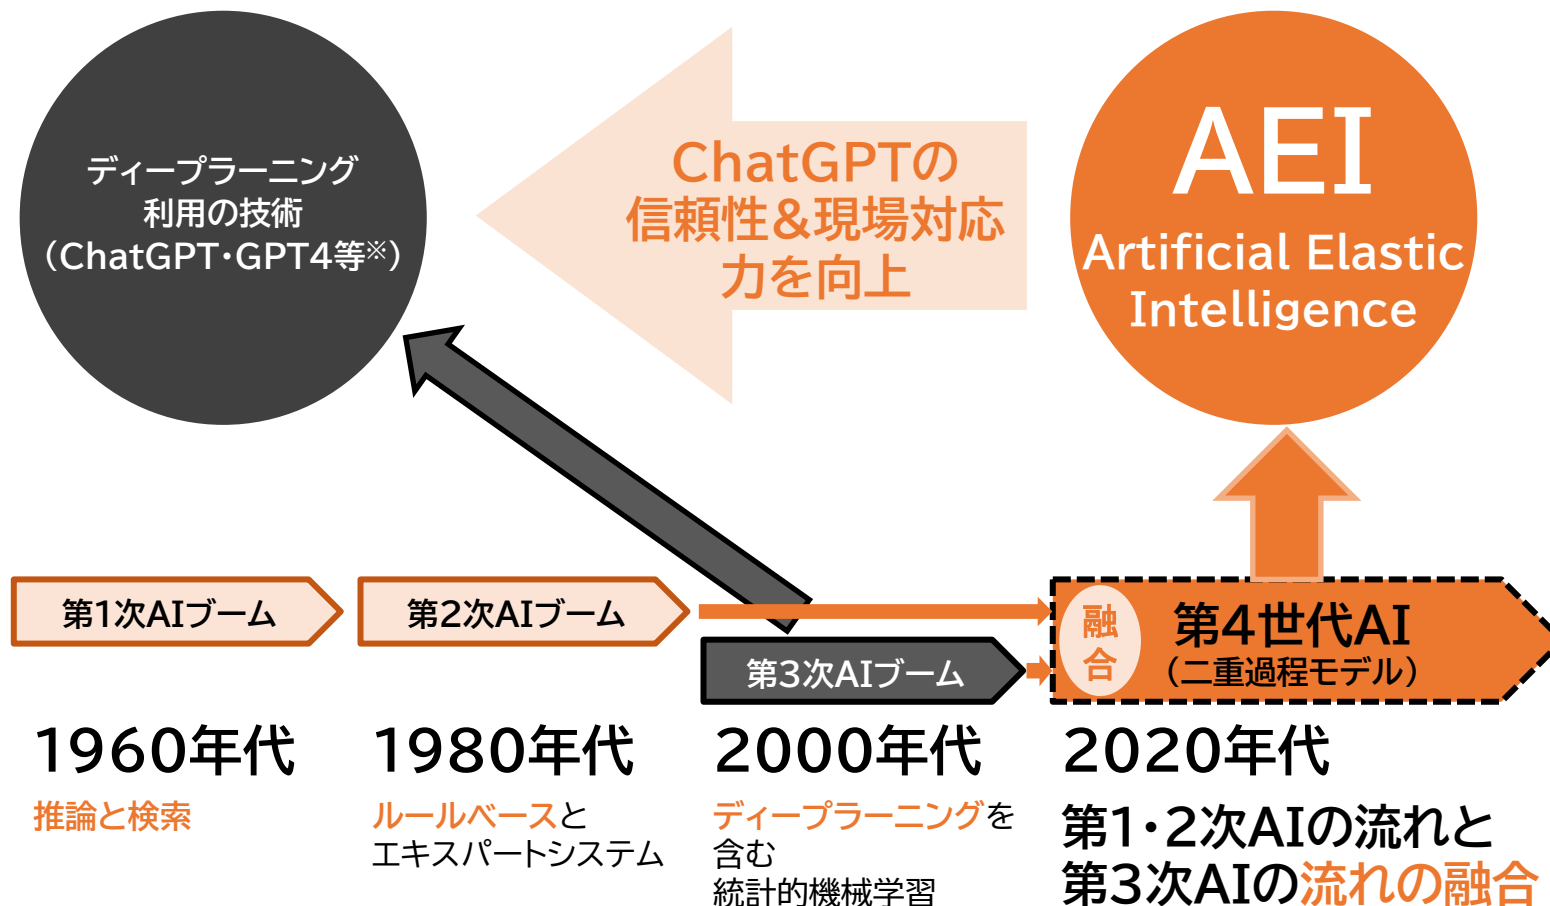 ディープラーニング
利用の技術
（ChatGPT・GPT4等※）
ChatGPTの
信頼性&現場対応
力を向上
AEI
Artificial Elastic
Intelligence
第1次AIブーム
第2次AIブーム
第3次AIブーム
融
合
第4世代AI
（二重過程モデル）
1960年代
推論と検索
1980年代
ルールベースと
エキスパートシステム
2000年代
ディープラーニングを
含む
統計的機械学習
2020年代
第1・2次AIの流れと
第3次AIの流れの融合